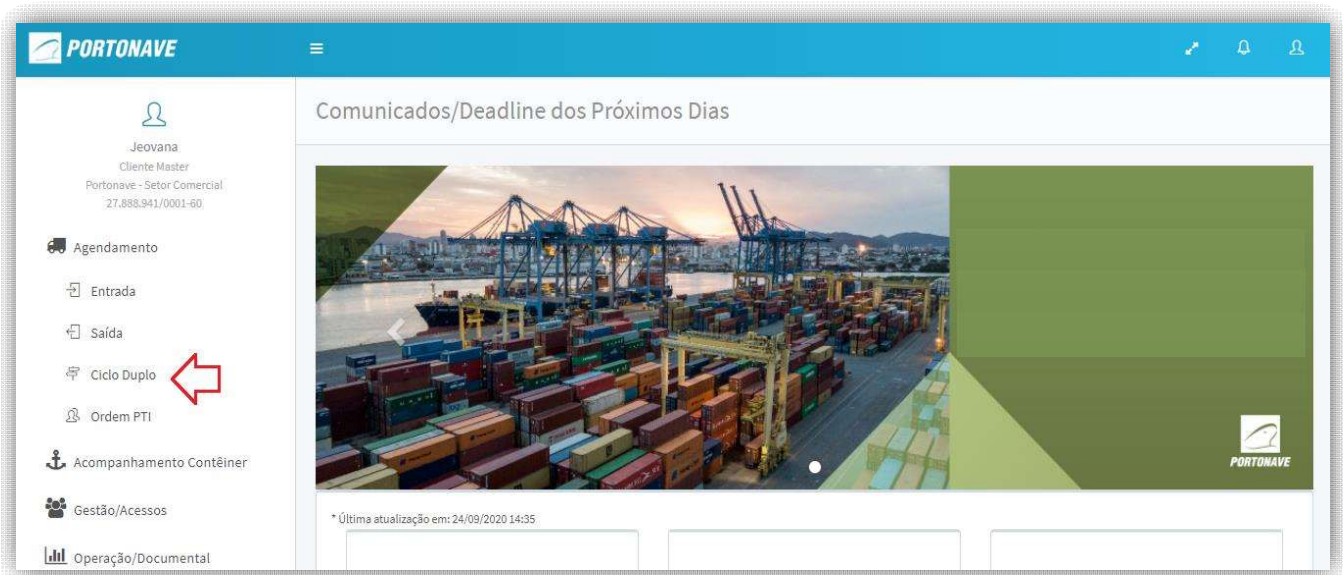 PORTONAVE
Comunicados/Deadline dos Próximos Dias
Jeovana
Cliente Master
Portonave - Setor Comercial
27.888.941/0001-60
Agendamento
Entrada
Saída
Ciclo Duplo
Ordem PTI
Acompanhamento Contêiner
Gestão/Acessos
Operação/Documental
PORTONAVE
* Última atualização em: 24/09/2020 14:35